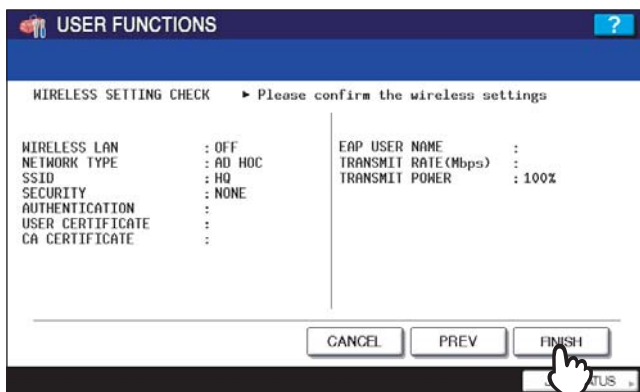 USER FUNCTIONS
?
WIRELESS SETTING CHECK ► Please confirm the wireless settings
WIRELESS LAN : OFF
NETWORK TYPE : AD HOC
SSID : HQ
SECURITY : NONE
AUTHENTICATION :
USER CERTIFICATE :
CA CERTIFICATE :
EAP USER NAME :
TRANSMIT RATE(Mbps) :
TRANSMIT POWER : 100%
CANCEL
PREV
FINISH